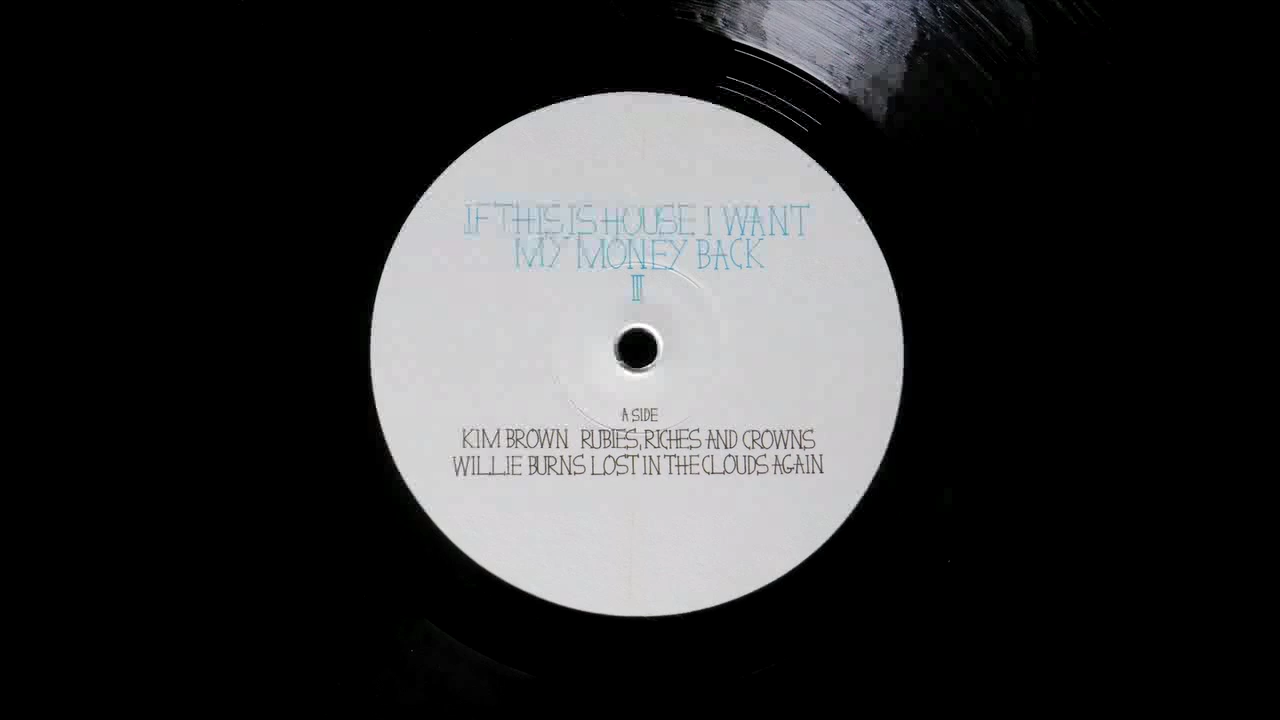 IF THIS IS HOUSE I WANT
MY MONEY BACK
III
A SIDE
KIM BROWN RUBIES, RICHES AND CROWNS
WILLIE BURNS LOST IN THE CLOUDS AGAIN